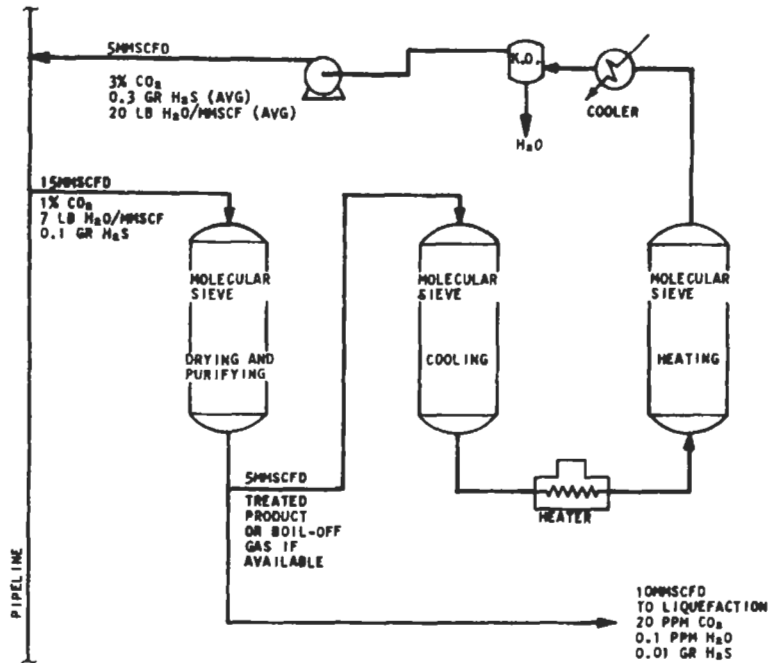 5MMSCFD
3% CO₂
0.3 GR H₂S (AVG)
20 LB H₂O/MMSCF (AVG)
K.O.
H₂O
COOLER
15MMSCFD
1% CO₂
7 LB H₂O/MMSCF
0.1 GR H₂S
MOLECULAR
SIEVE
DRYING AND
PURIFYING
MOLECULAR
SIEVE
COOLING
MOLECULAR
SIEVE
HEATING
5MMSCFD
TREATED
PRODUCT
OR BOIL-OFF
GAS IF
AVAILABLE
HEATER
PIPELINE
10MMSCFD
TO LIQUEFACTION
20 PPM CO₂
0.1 PPM H₂O
0.01 GR H₂S